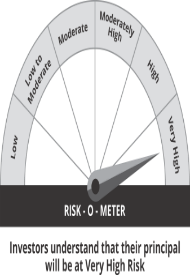 Low
Low to
Moderate
Moderate
Moderately
High
High
Very High
RISK - O - METER
Investors understand that their principal
will be at Very High Risk